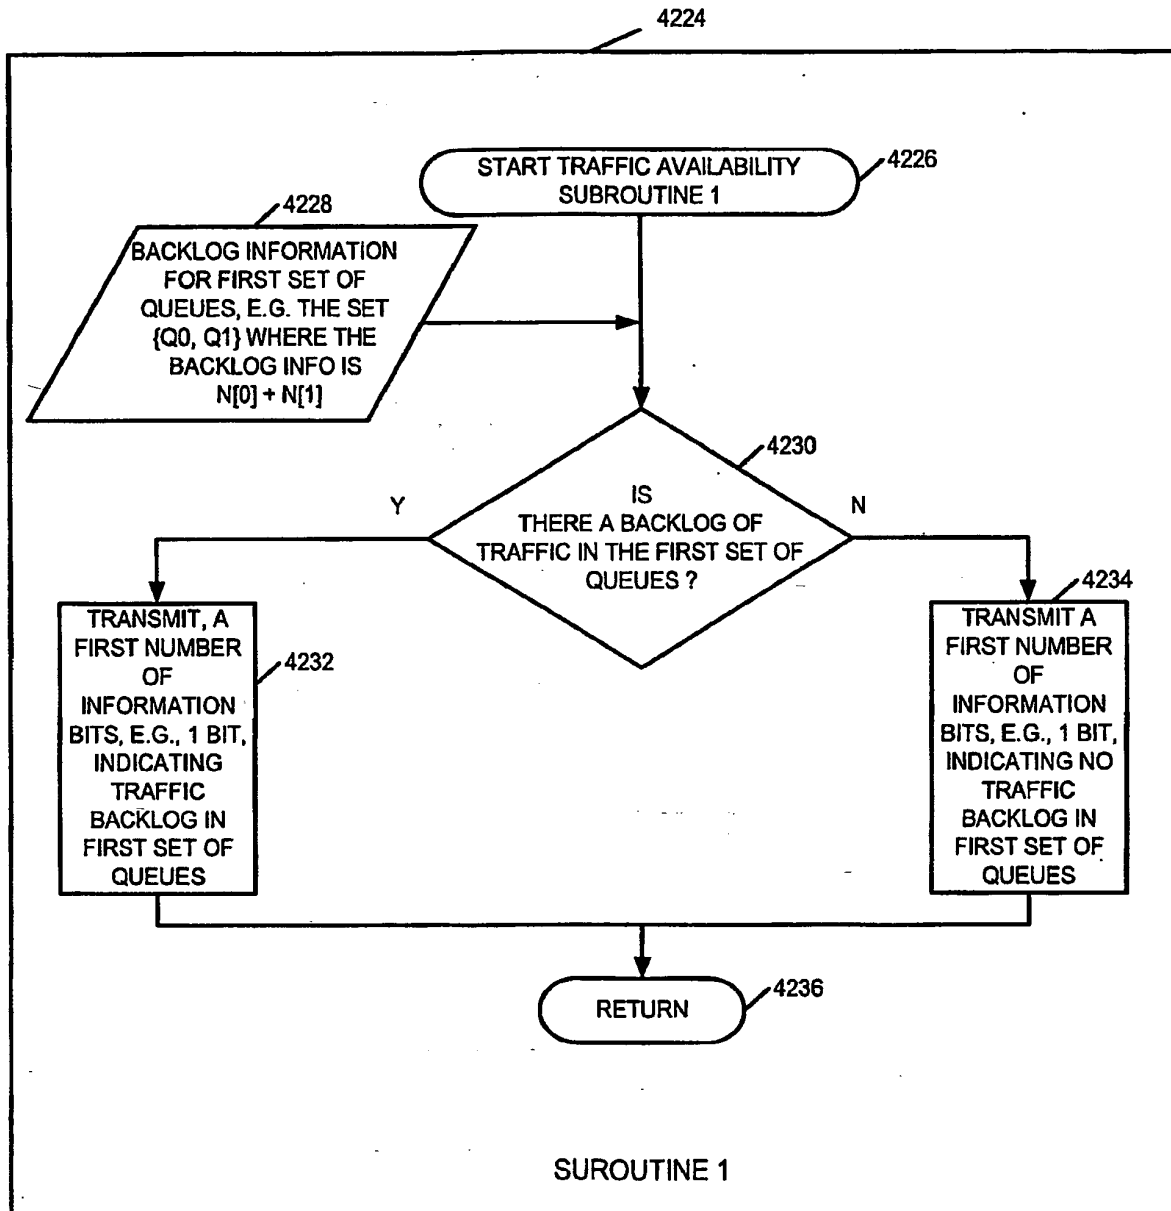 4224
START TRAFFIC AVAILABILITY
SUBROUTINE 1
4226
4228
BACKLOG INFORMATION
FOR FIRST SET OF
QUEUES, E.G. THE SET
{Q0, Q1} WHERE THE
BACKLOG INFO IS
N[0] + N[1]
4230
IS
THERE A BACKLOG OF
TRAFFIC IN THE FIRST SET OF
QUEUES ?
Y
N
TRANSMIT, A
FIRST NUMBER
OF
INFORMATION
BITS, E.G., 1 BIT,
INDICATING
TRAFFIC
BACKLOG IN
FIRST SET OF
QUEUES
4232
4234
TRANSMIT A
FIRST NUMBER
OF
INFORMATION
BITS, E.G., 1 BIT,
INDICATING NO
TRAFFIC
BACKLOG IN
FIRST SET OF
QUEUES
RETURN
4236
SUROUTINE 1